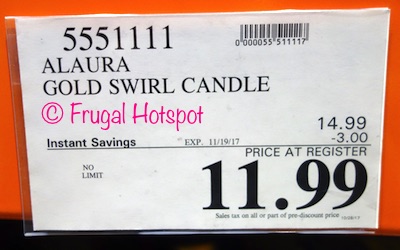 5551111
0000055511117
ALAURA
GOLD SWIRL CANDLE
© Frugal Hotspot
14.99
Instant Savings EXP. 11/19/17 -3.00
PRICE AT REGISTER
NO
LIMIT
11.99
Sales tax on all or part of pre-discount price